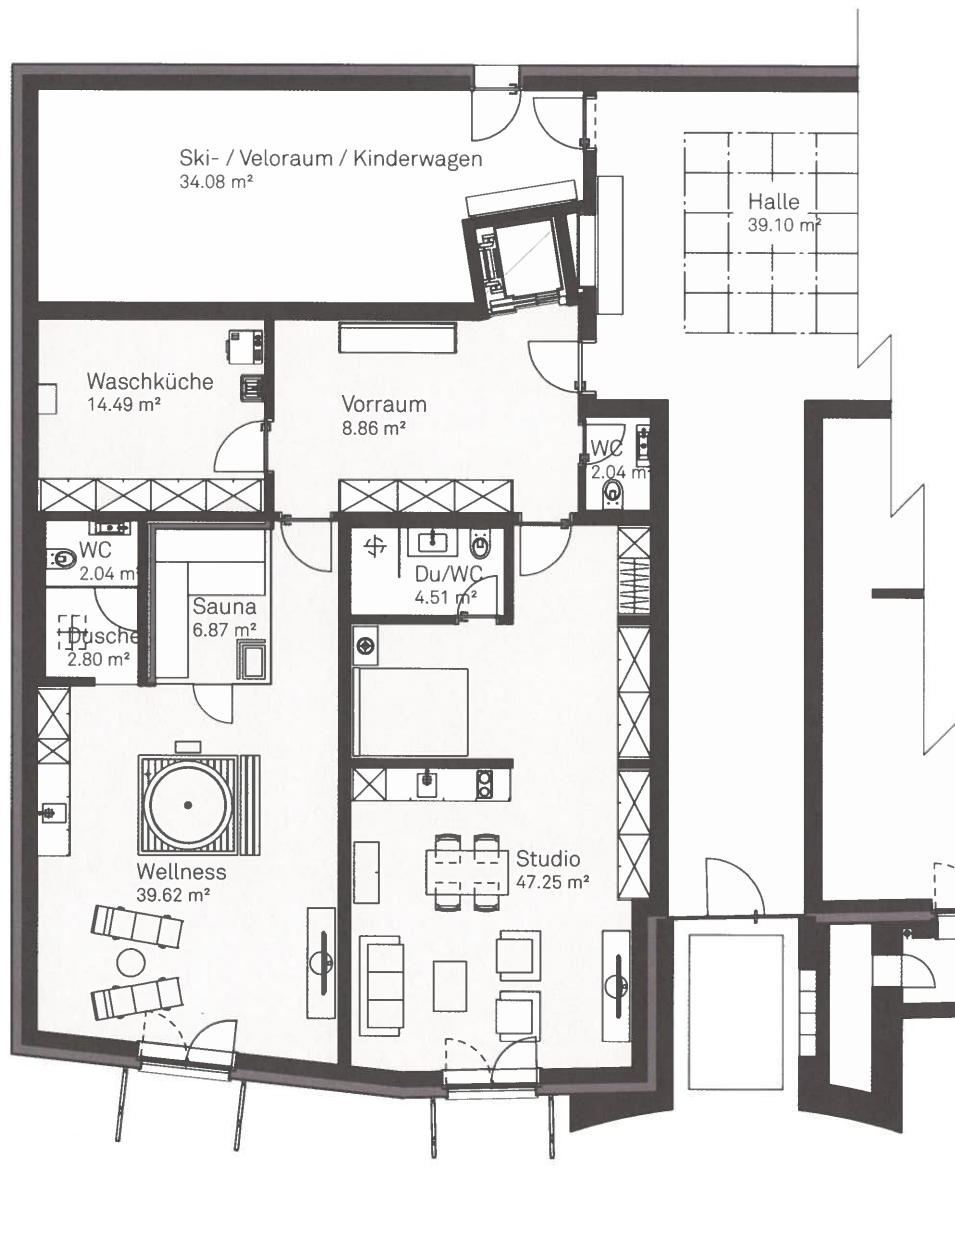 Ski- / Veloraum / Kinderwagen
34.08 m²
Halle
39.10 m²
Waschküche
14.49 m²
Vorraum
8.86 m²
WC
2.04 m²
WC
2.04 m²
Du/WC
4.51 m²
Sauna
6.87 m²
Dusche
2.80 m²
Wellness
39.62 m²
Studio
47.25 m²